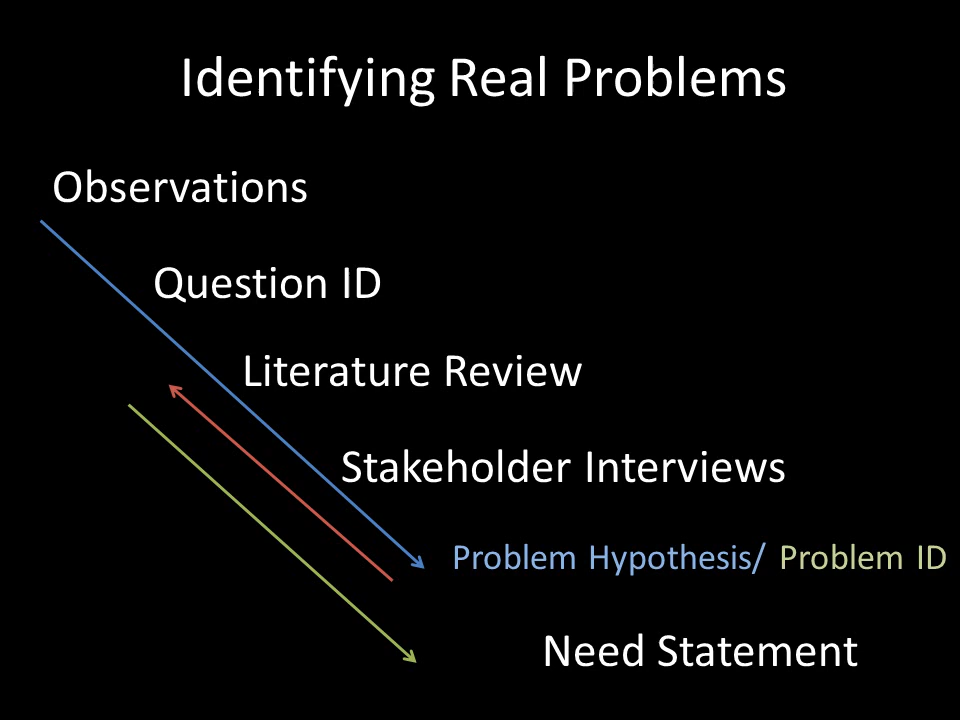 Identifying Real Problems
Observations
Question ID
Literature Review
Stakeholder Interviews
Problem Hypothesis/ Problem ID
Need Statement